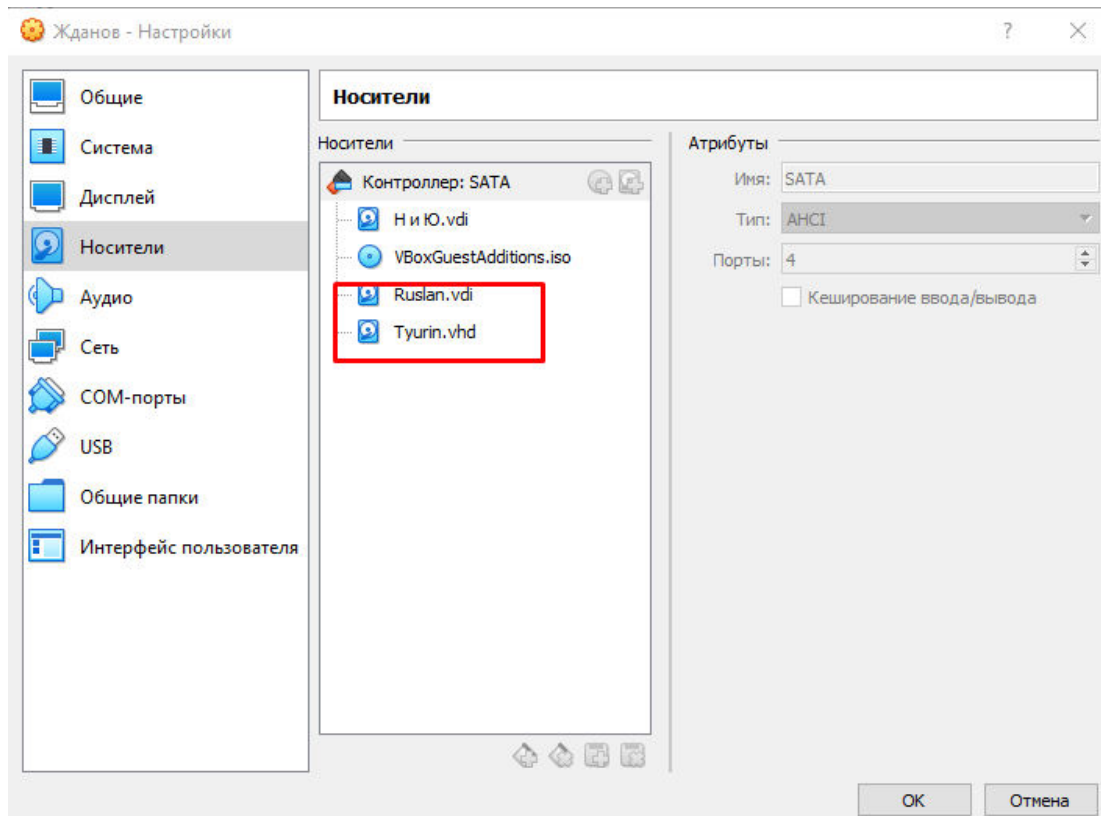 Жданов - Настройки
?
Общие
Система
Дисплей
Носители
Аудио
Сеть
COM-порты
USB
Общие папки
Интерфейс пользователя
Носители
Носители
Контроллер: SATA
Н и Ю.vdi
VBoxGuestAdditions.iso
Ruslan.vdi
Tyurin.vhd
Атрибуты
Имя: SATA
Тип: AHCI
Порты: 4
Кеширование ввода/вывода
OK
Отмена